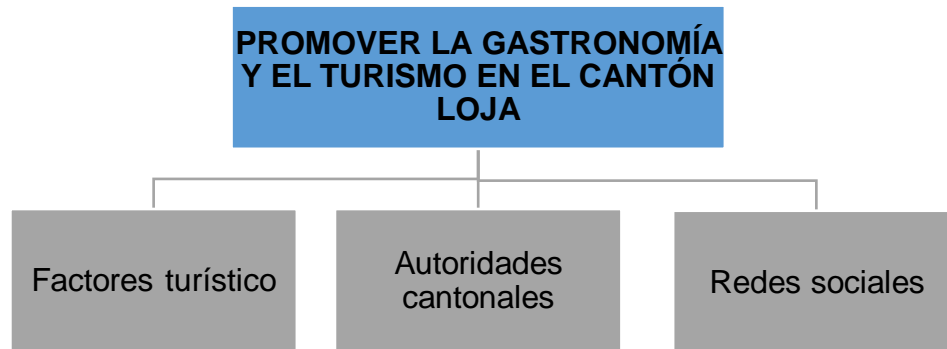 PROMOVER LA GASTRONOMÍA
Y EL TURISMO EN EL CANTÓN
LOJA
Factores turístico
Autoridades
cantonales
Redes sociales